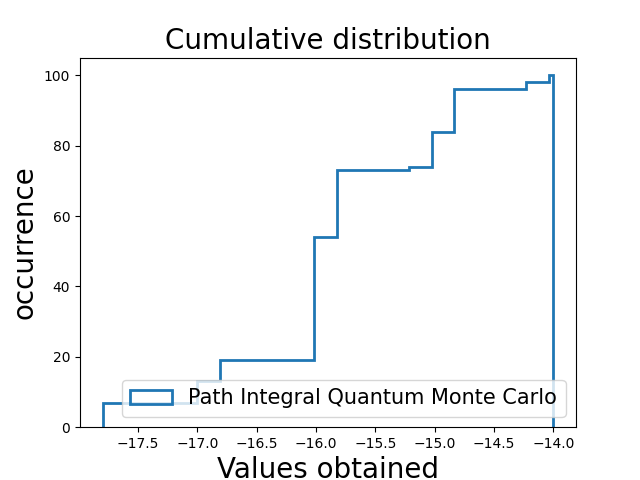 Cumulative distribution
100
80
60
40
20
0
occurrence
Path Integral Quantum Monte Carlo
−17.5 −17.0 −16.5 −16.0 −15.5 −15.0 −14.5 −14.0
Values obtained